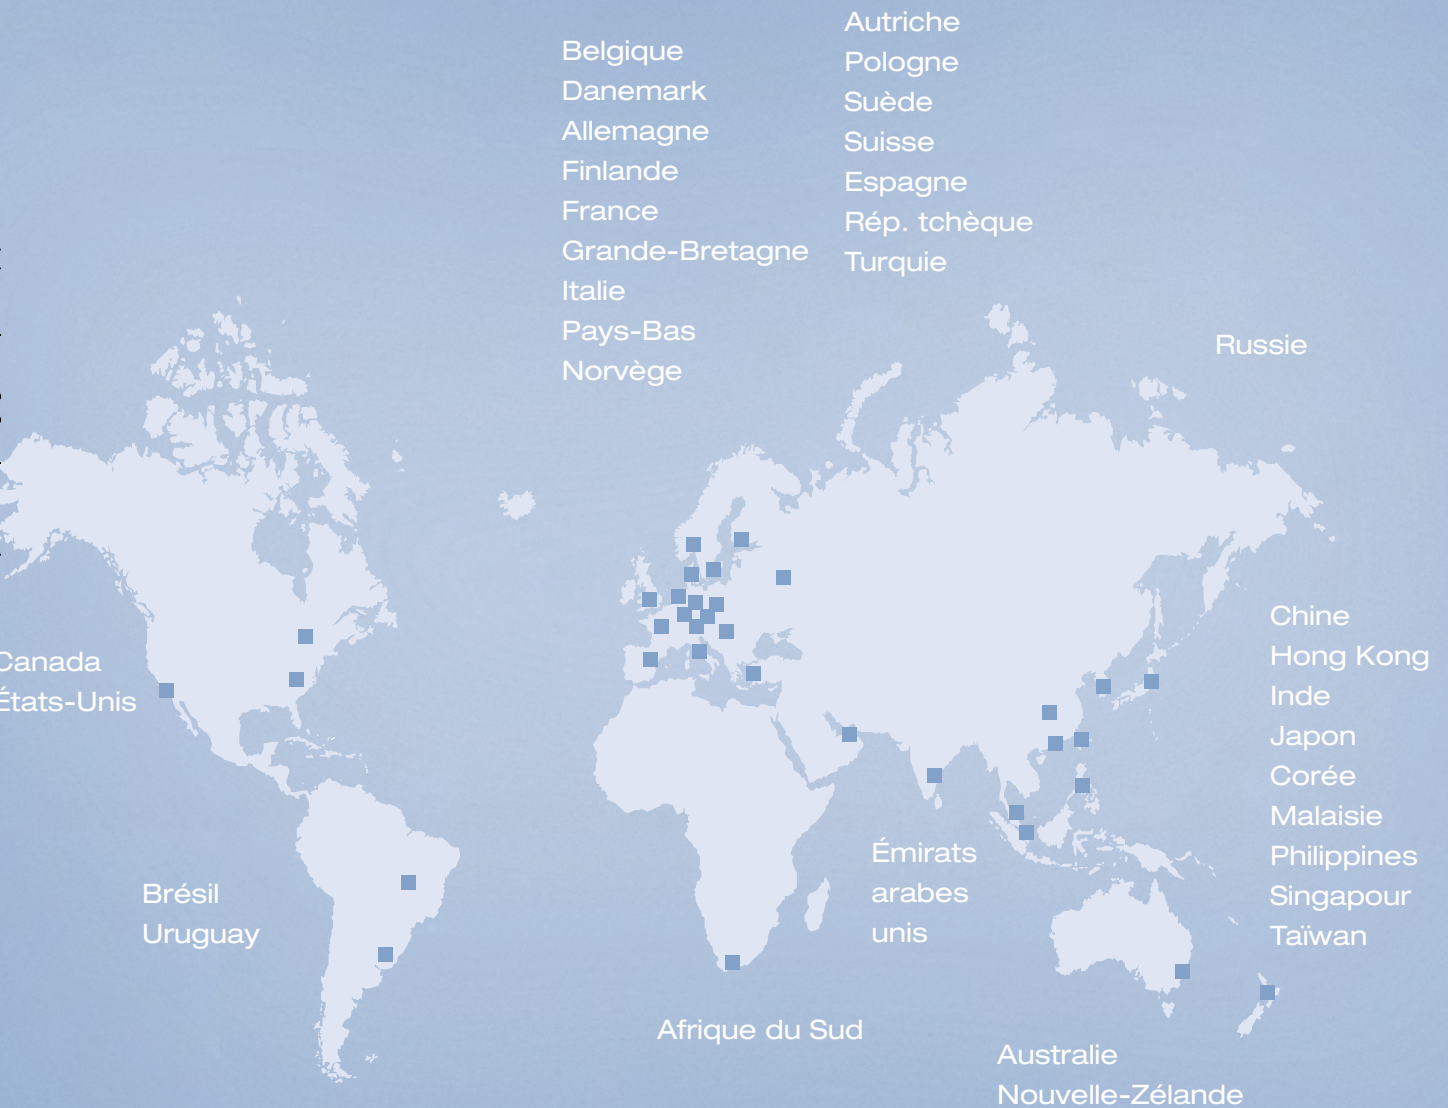 Belgique
Danemark
Allemagne
Finlande
France
Grande-Bretagne
Italie
Pays-Bas
Norvège
Autriche
Pologne
Suède
Suisse
Espagne
Rép. tchèque
Turquie
Russie
Canada
États-Unis
Chine
Hong Kong
Inde
Japon
Corée
Malaisie
Philippines
Singapour
Taïwan
Brésil
Uruguay
Émirats
arabes
unis
Afrique du Sud
Australie
Nouvelle-Zélande